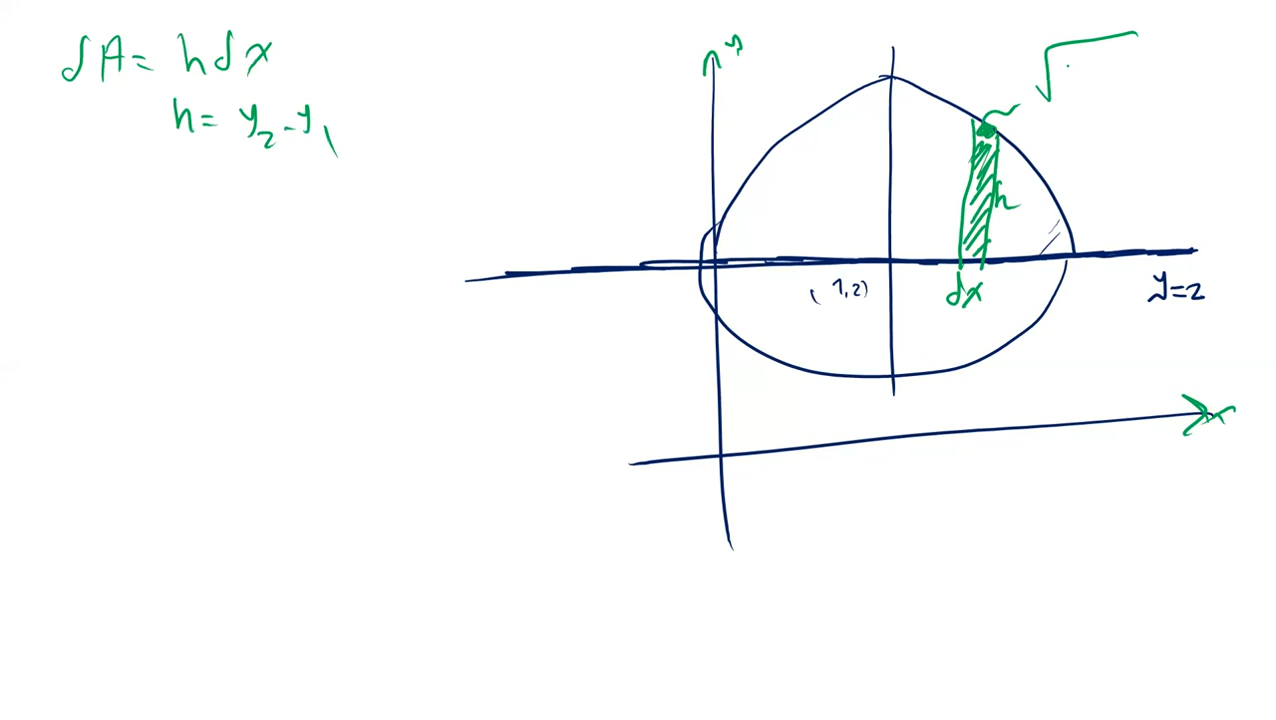 dA = h dx
h = y₂ - y₁
y
√
h
(1,2)
dx
y=2
x